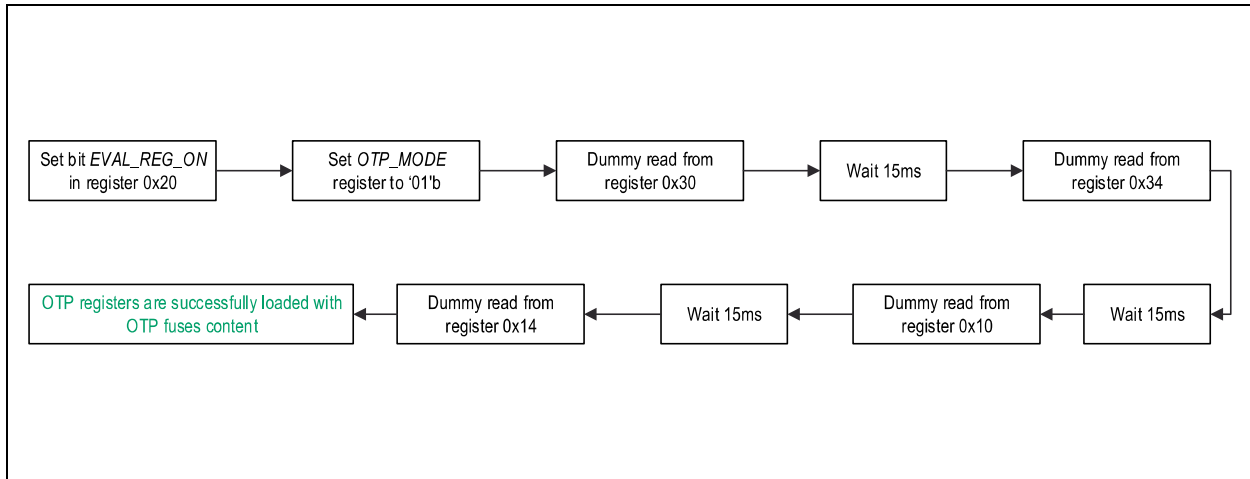 Set bit EVAL_REG_ON
in register 0x20
Set OTP_MODE
register to ‘01'b
Dummy read from
register 0x30
Wait 15ms
Dummy read from
register 0x34
Wait 15ms
Dummy read from
register 0x10
Wait 15ms
Dummy read from
register 0x14
OTP registers are successfully loaded with
OTP fuses content